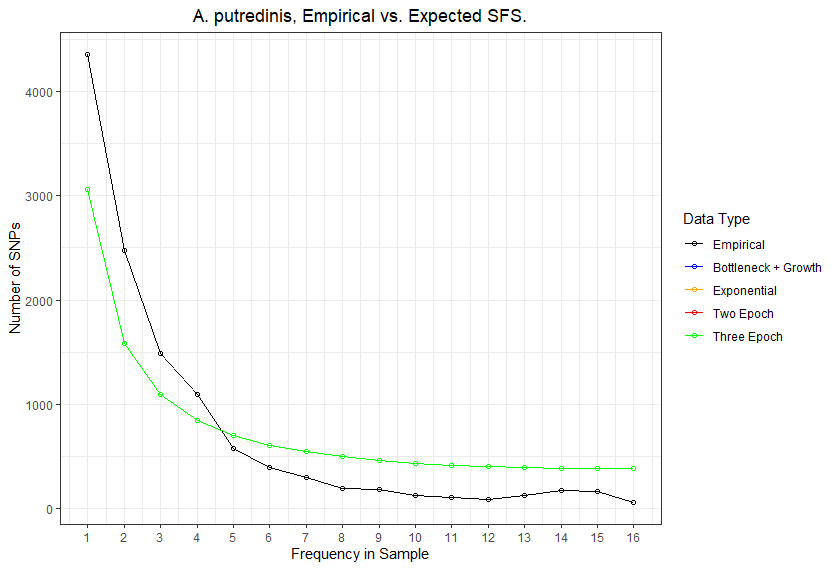 A. putredinis, Empirical vs. Expected SFS.
Number of SNPs
4000
3000
2000
1000
0
1 2 3 4 5 6 7 8 9 10 11 12 13 14 15 16
Frequency in Sample
Data Type
Empirical
Bottleneck + Growth
Exponential
Two Epoch
Three Epoch